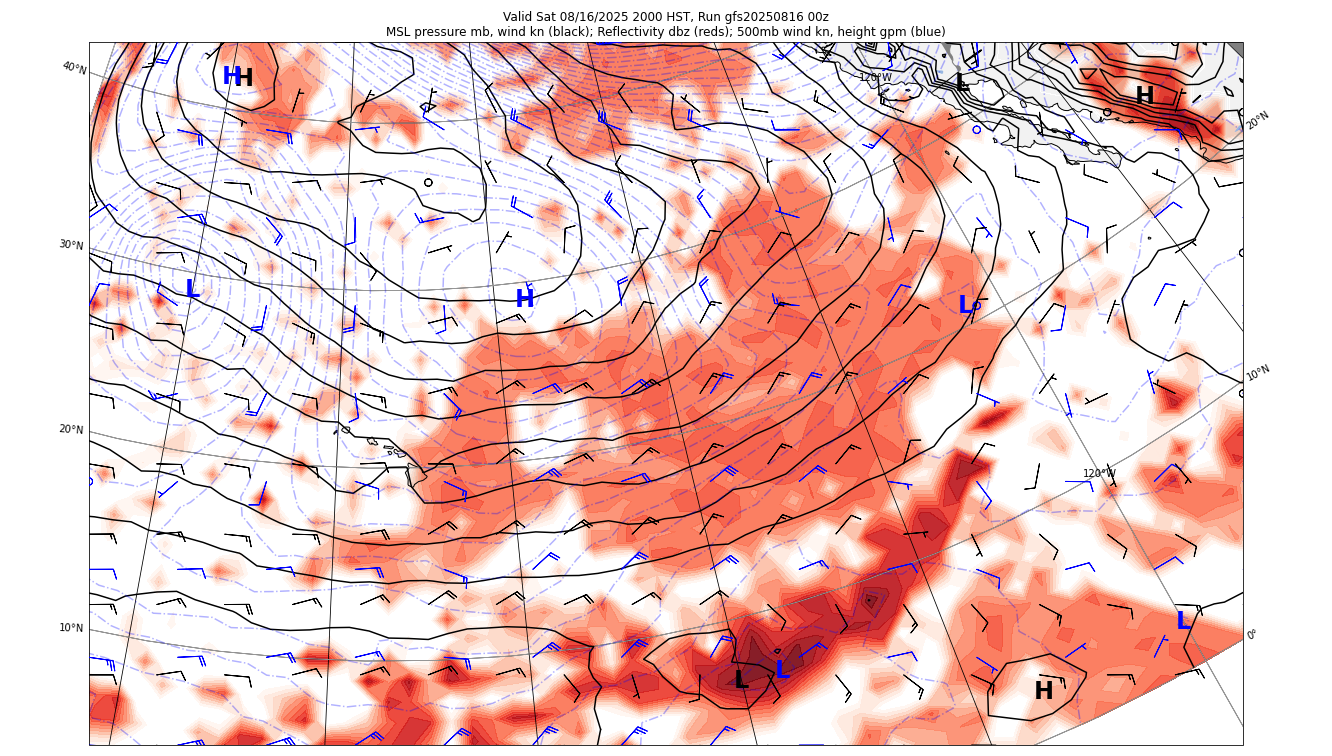 Valid Sat 08/16/2025 2000 HST, Run gfs20250816 00z
MSL pressure mb, wind kn (black); Reflectivity dbz (reds); 500mb wind kn, height gpm (blue)
40°N
H
H
120°W
L
H
20°N
30°N
L
H
L
10°N
20°N
120°W
10°N
L
0°
L
L
H